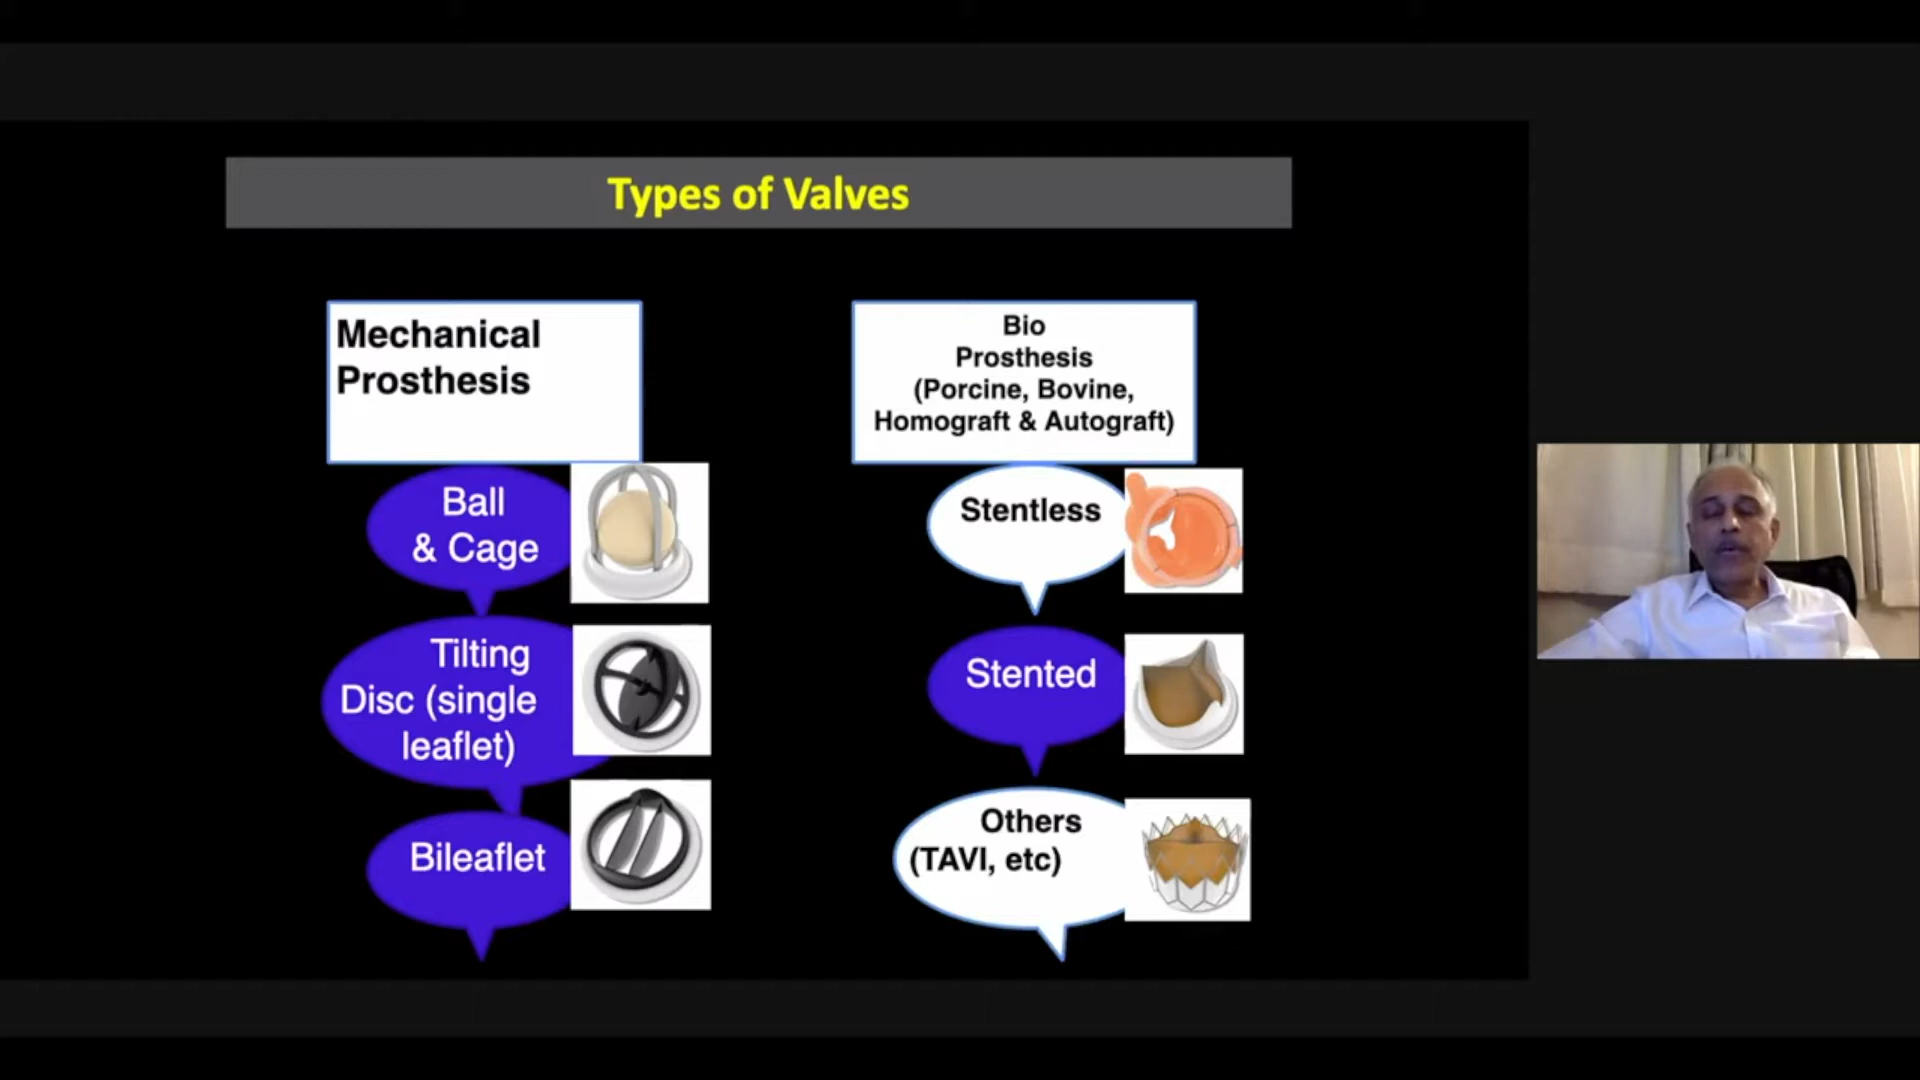 Types of Valves
Mechanical
Prosthesis
Ball
& Cage
Tilting
Disc (single
leaflet)
Bileaflet
Bio
Prosthesis
(Porcine, Bovine,
Homograft & Autograft)
Stentless
Stented
Others
(TAVI, etc)